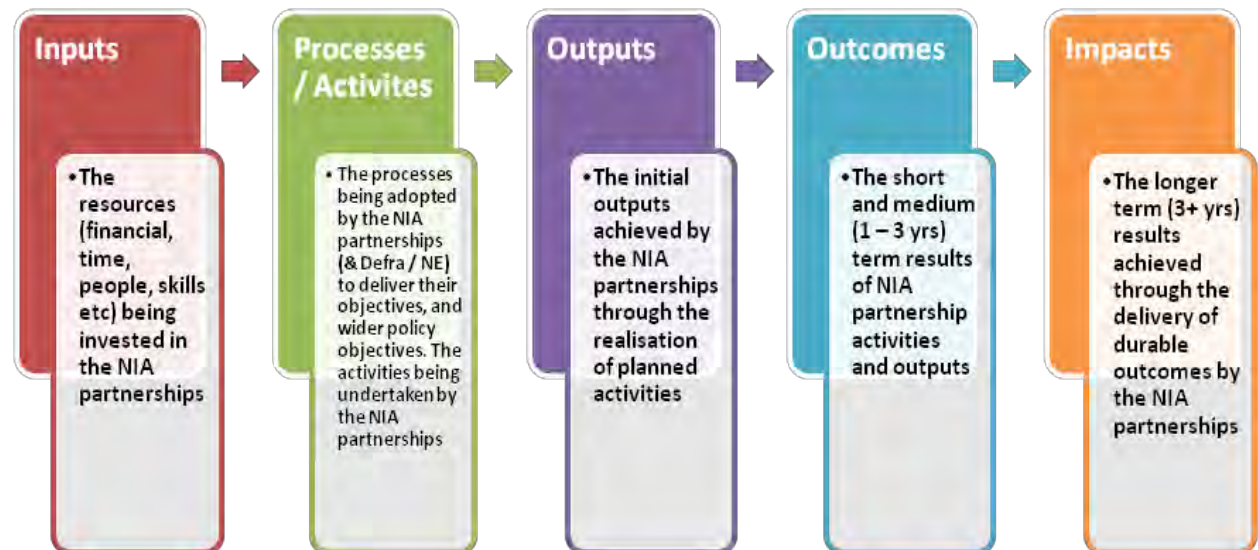 Inputs
•The
resources
(financial,
time,
people, skills
etc) being
invested in
the NIA
partnerships
Processes
/ Activites
• The processes
being adopted
by the NIA
partnerships
(& Defra / NE)
to deliver their
objectives, and
wider policy
objectives. The
activities being
undertaken by
the NIA
partnerships
Outputs
•The initial
outputs
achieved by
the NIA
partnerships
through the
realisation
of planned
activities
Outcomes
•The short
and medium
(1 – 3 yrs)
term results
of NIA
partnership
activities
and outputs
Impacts
•The longer
term (3+ yrs)
results
achieved
through the
delivery of
durable
outcomes by
the NIA
partnerships